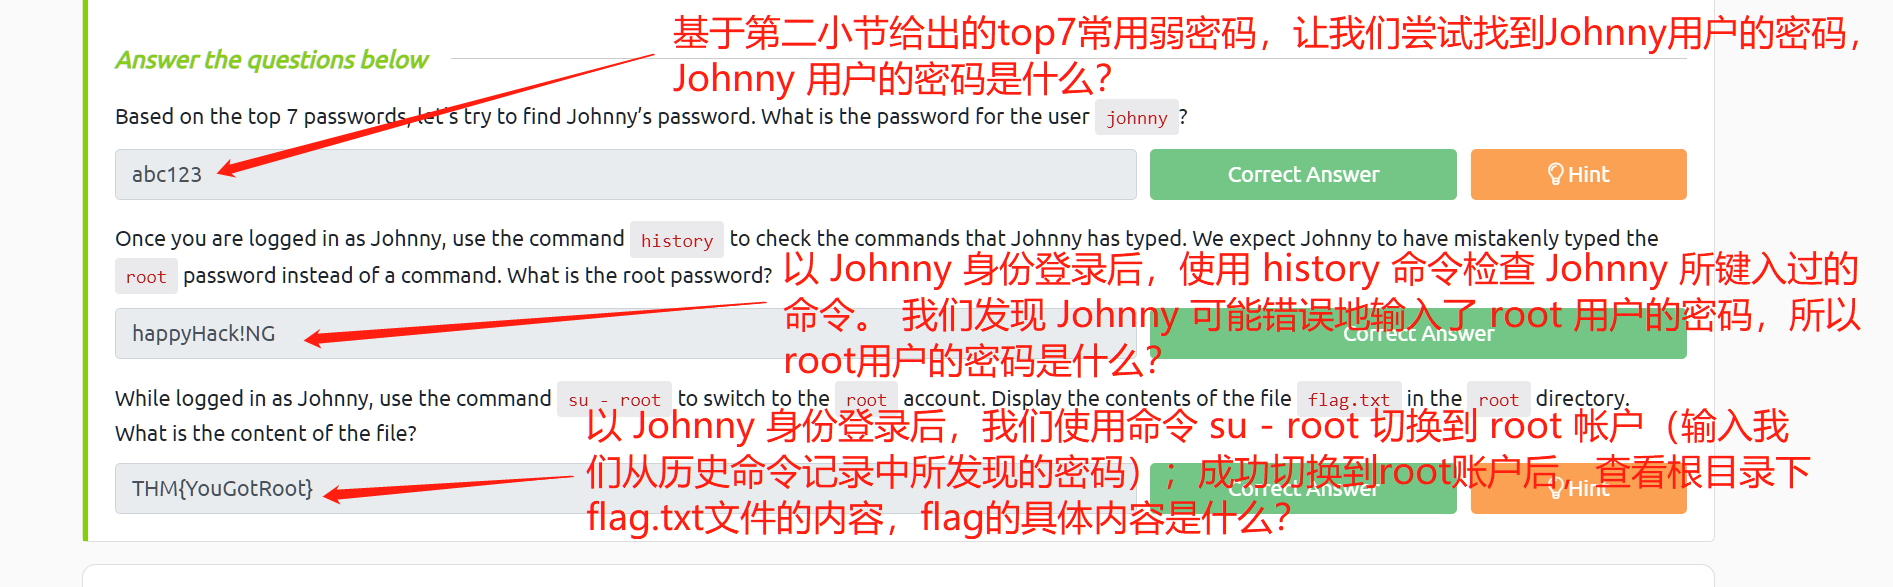 基于第二小节给出的top7常用弱密码，让我们尝试找到Johnny用户的密码，
Johnny 用户的密码是什么？
Answer the questions below
Based on the top 7 passwords, let's try to find Johnny’s password. What is the password for the user johnny?
abc123
Correct Answer
Hint
Once you are logged in as Johnny, use the command history to check the commands that Johnny has typed. We expect Johnny to have mistakenly typed the
root password instead of a command. What is the root password?
以 Johnny 身份登录后，使用 history 命令检查 Johnny 所键入过的
命令。 我们发现 Johnny 可能错误地输入了 root 用户的密码，所以
root用户的密码是什么？
happyHack!NG
Correct Answer
While logged in as Johnny, use the command su - root to switch to the root account. Display the contents of the file flag.txt in the root directory.
What is the content of the file?
以 Johnny 身份登录后，我们使用命令 su - root 切换到 root 帐户（输入我
们从历史命令记录中所发现的密码）；成功切换到root账户后，查看根目录下
flag.txt文件的内容，flag的具体内容是什么？
THM{YouGotRoot}
Correct Answer
Hint